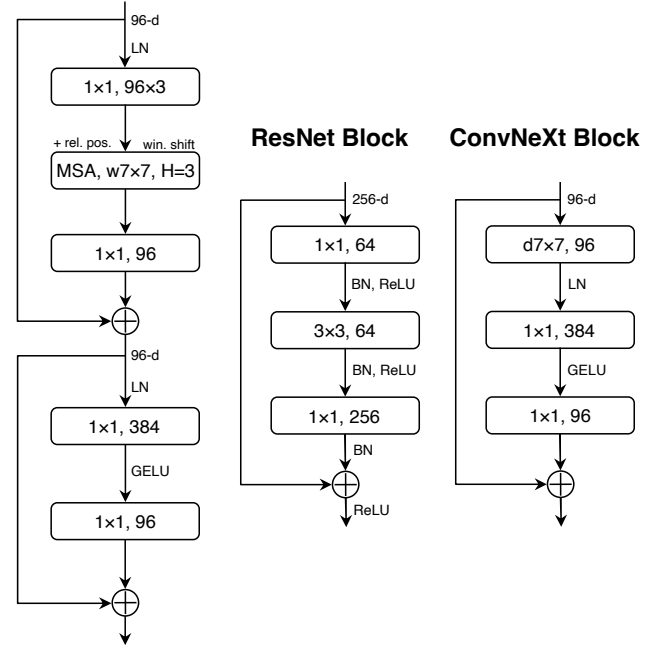 96-d
LN
1×1, 96×3
+ rel. pos. win. shift
MSA, w7×7, H=3
1×1, 96
96-d
LN
1×1, 384
GELU
1×1, 96
ResNet Block
256-d
1×1, 64
BN, ReLU
3×3, 64
BN, ReLU
1×1, 256
BN
ReLU
ConvNeXt Block
96-d
d7×7, 96
LN
1×1, 384
GELU
1×1, 96